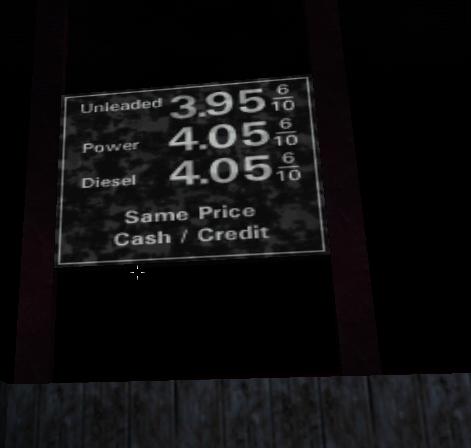 Unleaded 3.95 6/10
Power 4.05 6/10
Diesel 4.05 6/10
Same Price
Cash / Credit